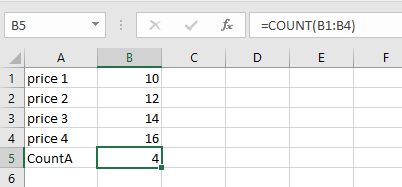 B5 fx =COUNT(B1:B4)
A B C D E F
1 price 1 10
2 price 2 12
3 price 3 14
4 price 4 16
5 CountA 4
6